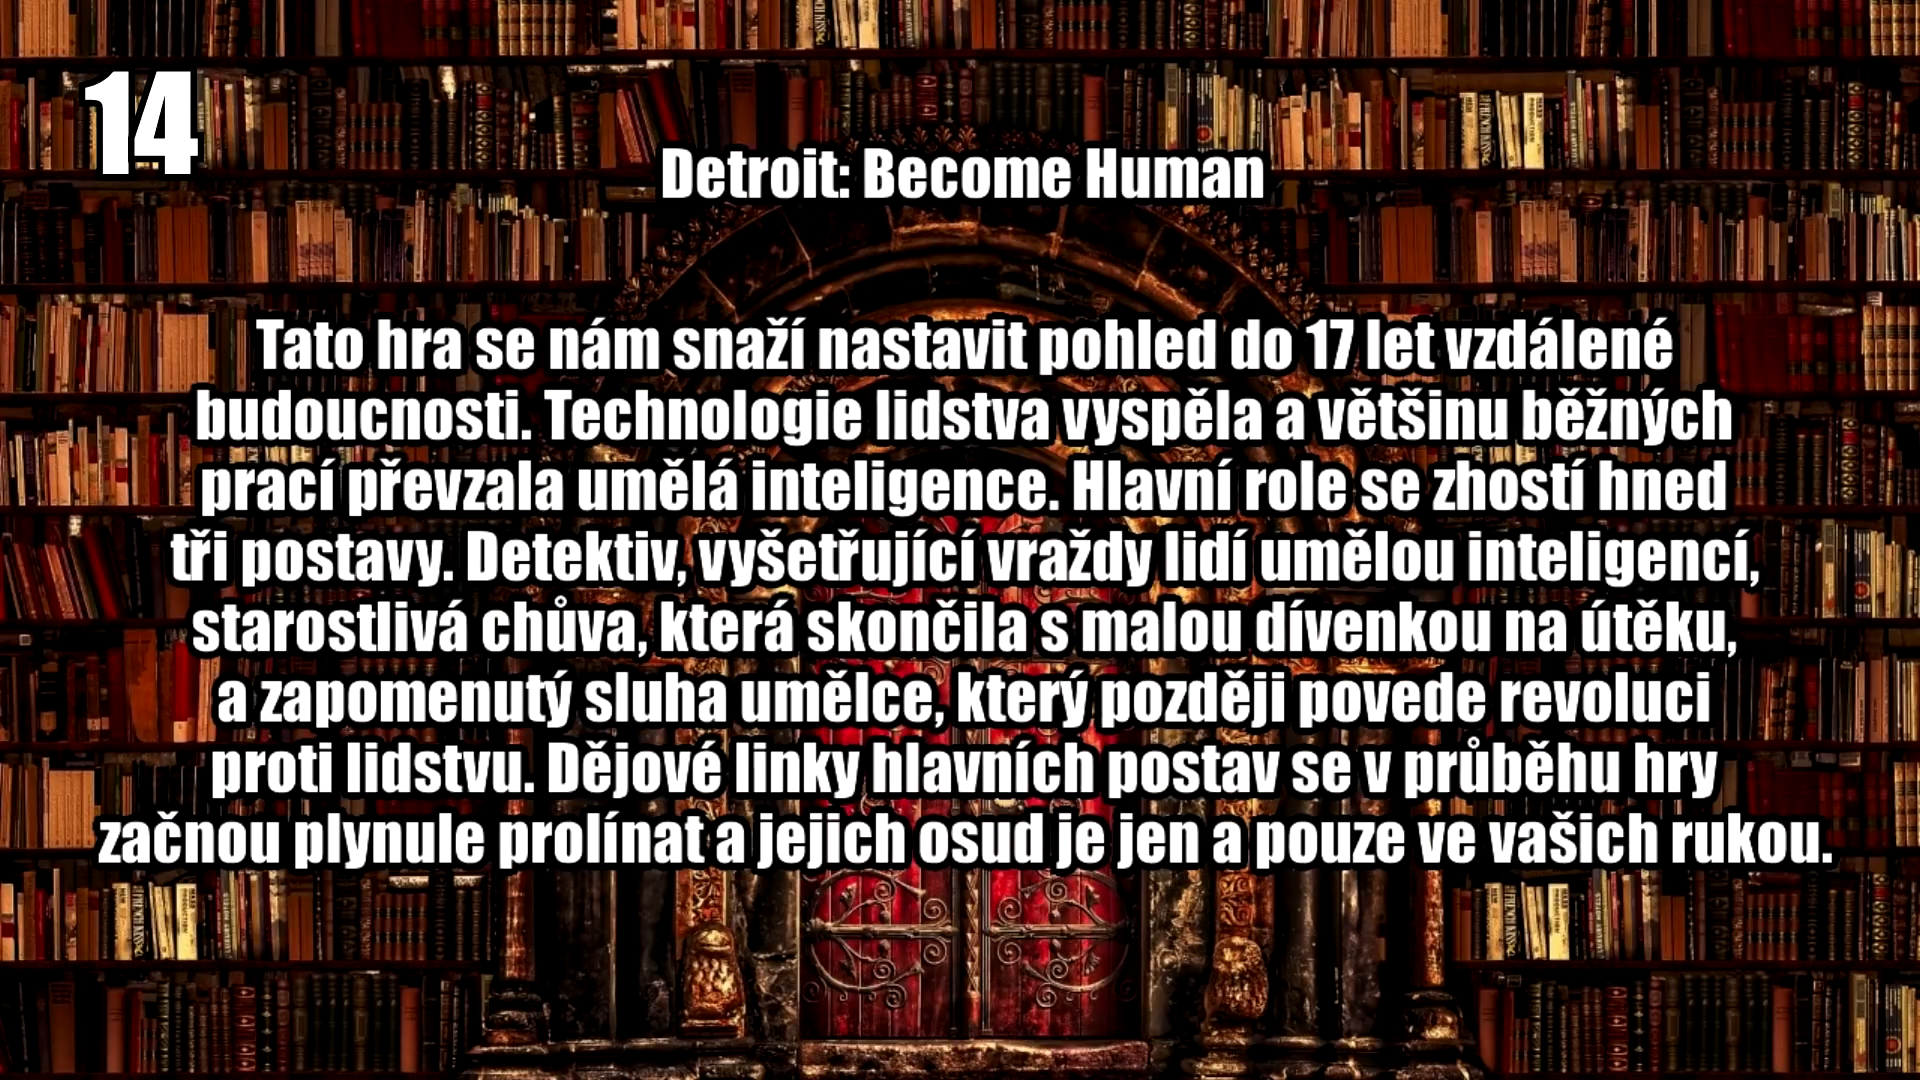 14
Detroit: Become Human
Tato hra se nám snaží nastavit pohled do 17 let vzdálené
budoucnosti. Technologie lidstva vyspěla a většinu běžných
prací převzala umělá inteligence. Hlavní role se zhostí hned
tři postavy. Detektiv, vyšetřující vraždy lidí umělou inteligencí,
starostlivá chůva, která skončila s malou dívenkou na útěku,
a zapomenutý sluha umělce, který později povede revoluci
proti lidstvu. Dějové linky hlavních postav se v průběhu hry
začnou plynule prolínat a jejich osud je jen a pouze ve vašich rukou.